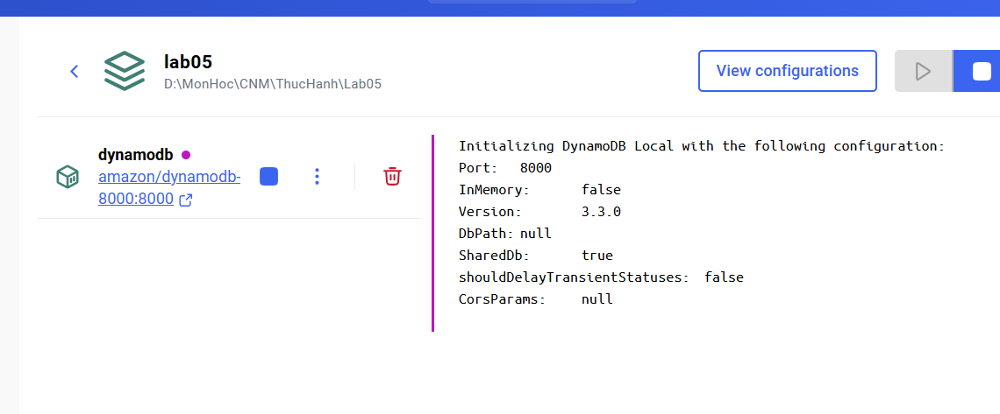 lab05
D:\MonHoc\CNM\ThucHanh\Lab05
View configurations
dynamodb
amazon/dynamodb-
8000:8000
Initializing DynamoDB Local with the following configuration:
Port: 8000
InMemory: false
Version: 3.3.0
DbPath: null
SharedDb: true
shouldDelayTransientStatuses: false
CorsParams: null